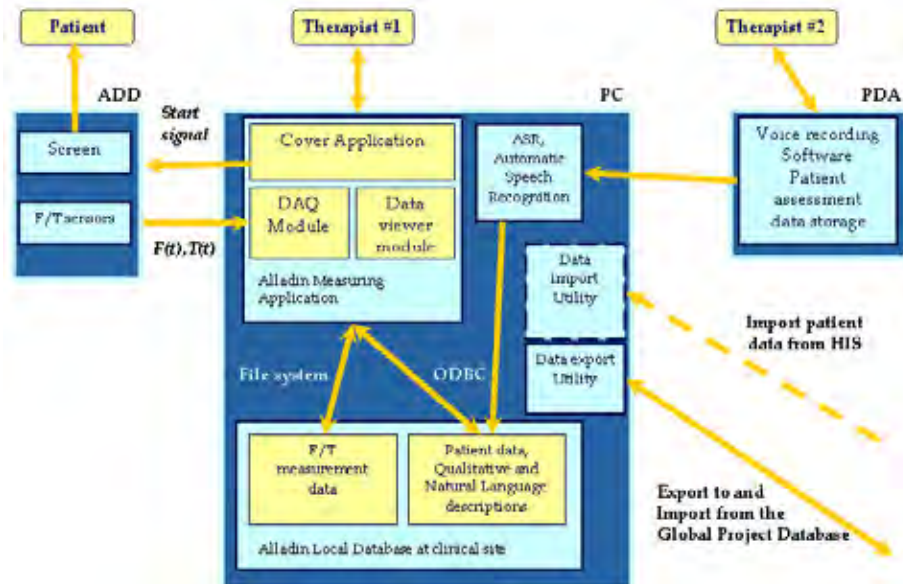 Patient
Therapist #1
Therapist #2
ADD
Start
signal
PC
PDA
Screen
F/Tsensors
F(t),T(t)
Cover Application
DAQ
Module
Data
viewer
module
Alladin Measuring
Application
ASR,
Automatic
Speech
Recognition
Voice recording
Software
Patient
assessment
data storage
Data
import
Utility
Data export
Utility
Import patient
data from HIS
File system
ODBC
F/T
measurement
data
Patient data,
Qualitative and
Natural Language
descriptions
Alladin Local Database at clinical site
Export to and
Import from the
Global Project Database